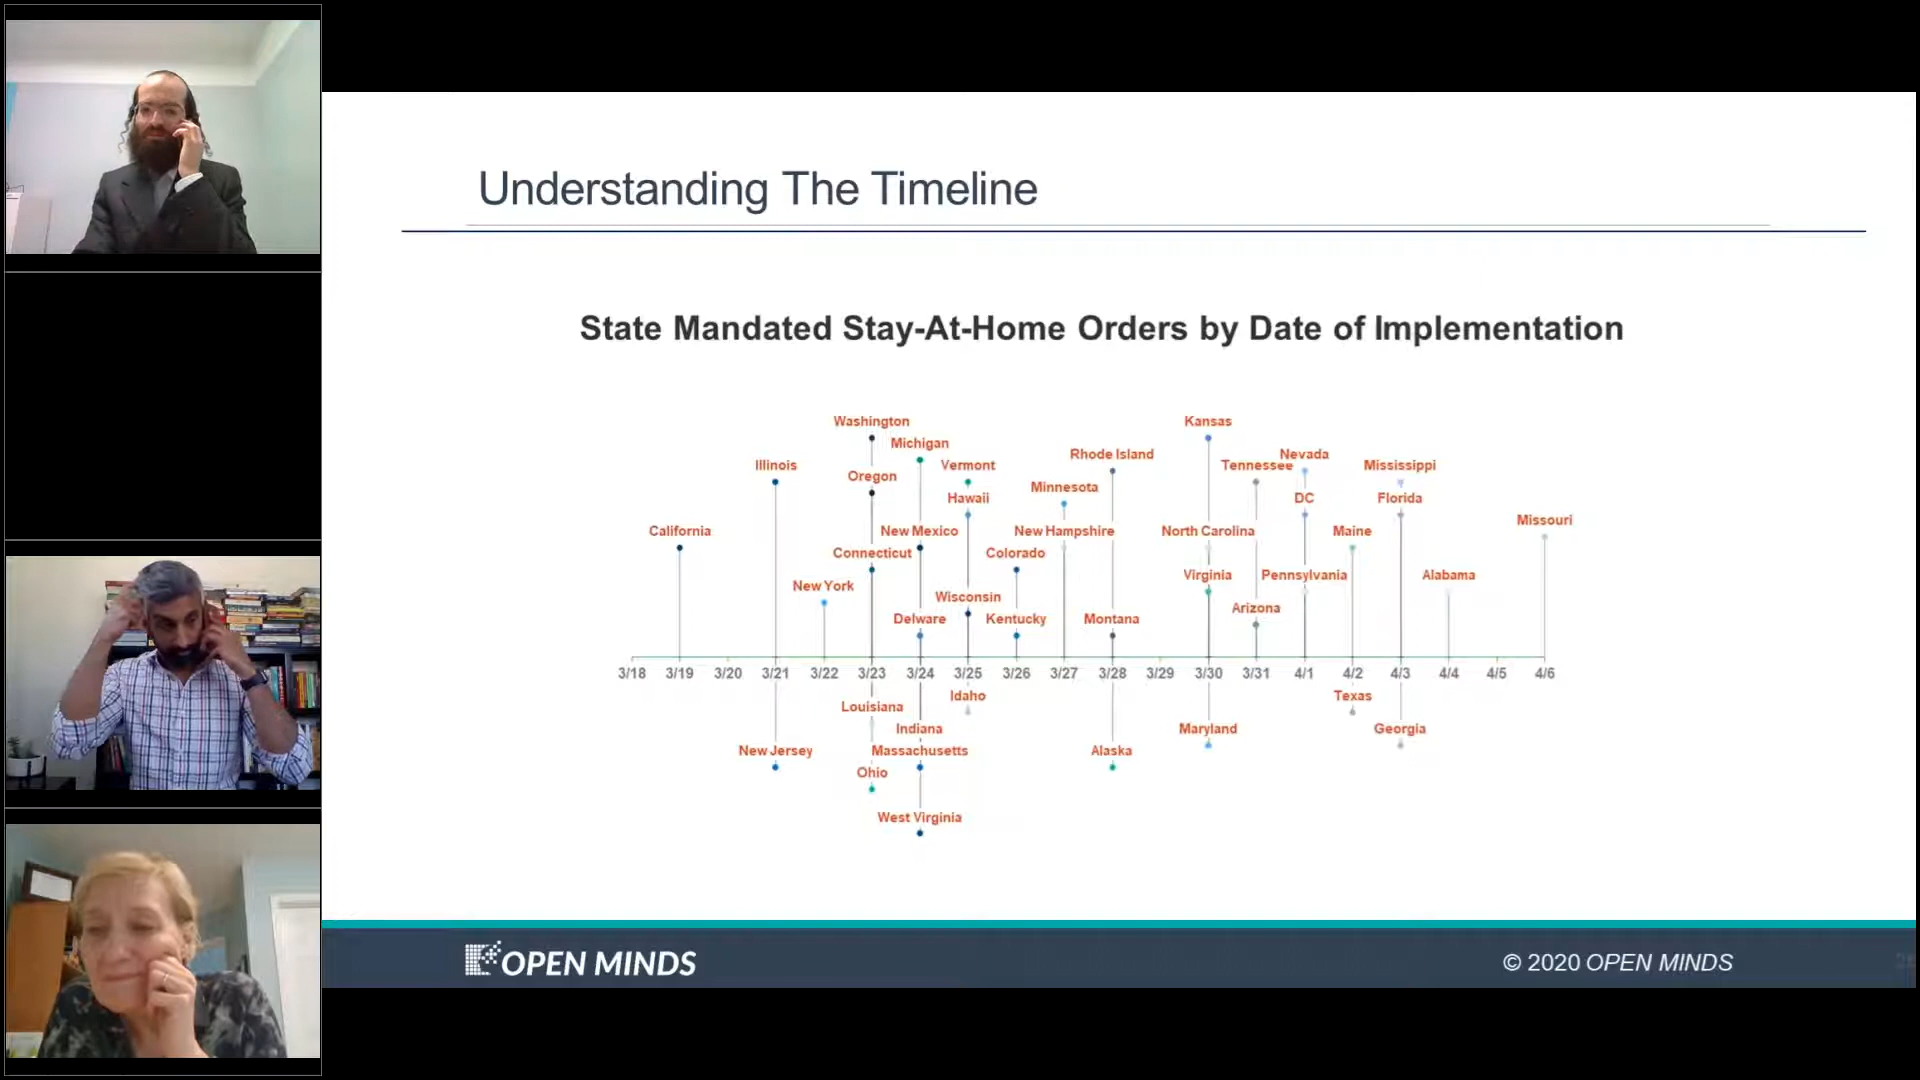 Understanding The Timeline
State Mandated Stay-At-Home Orders by Date of Implementation
Washington
Kansas
Michigan
Rhode Island
Nevada
Illinois
Vermont
Tennessee
Mississippi
Oregon
Minnesota
Hawaii
DC
Florida
Missouri
California
New Mexico
New Hampshire
North Carolina
Maine
Connecticut
Colorado
Virginia
Pennsylvania
Alabama
New York
Wisconsin
Arizona
Delware
Kentucky
Montana
3/18 3/19 3/20 3/21 3/22 3/23 3/24 3/25 3/26 3/27 3/28 3/29 3/30 3/31 4/1 4/2 4/3 4/4 4/5 4/6
Idaho
Texas
Louisiana
Indiana
Maryland
Georgia
New Jersey
Massachusetts
Alaska
Ohio
West Virginia
OPEN MINDS
© 2020 OPEN MINDS